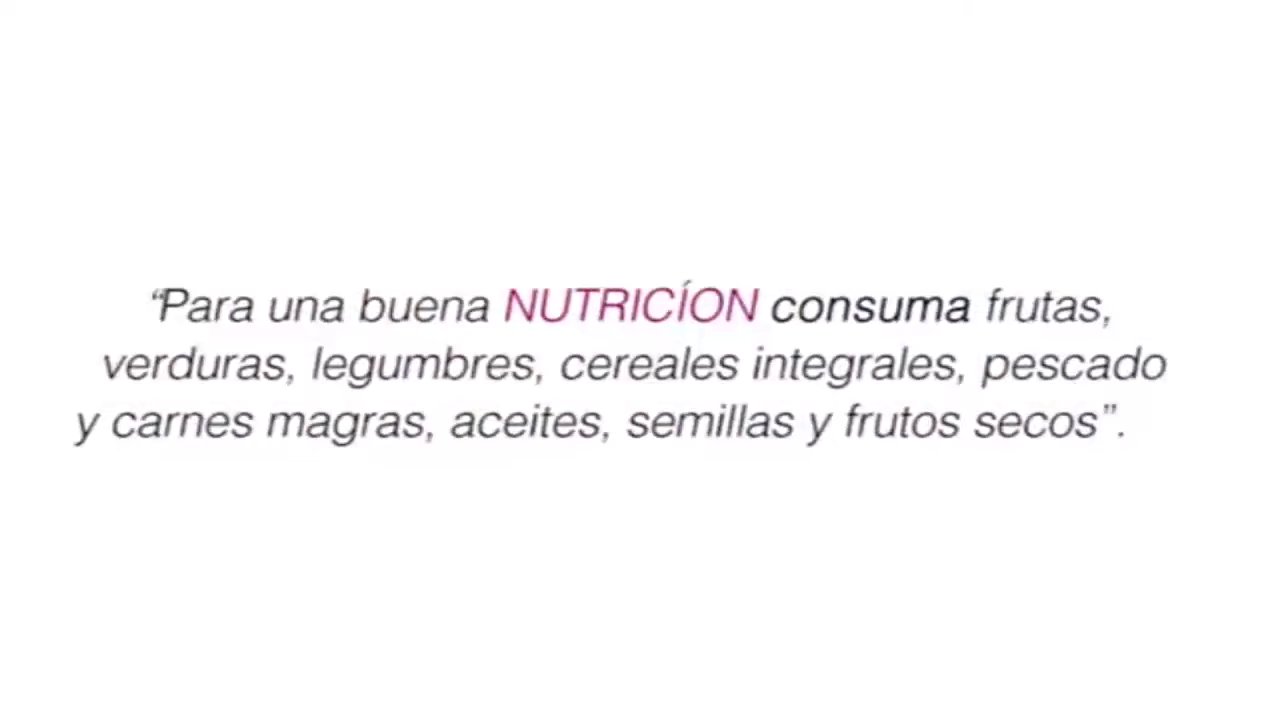 “Para una buena NUTRICÍON consuma frutas,
verduras, legumbres, cereales integrales, pescado
y carnes magras, aceites, semillas y frutos secos”.